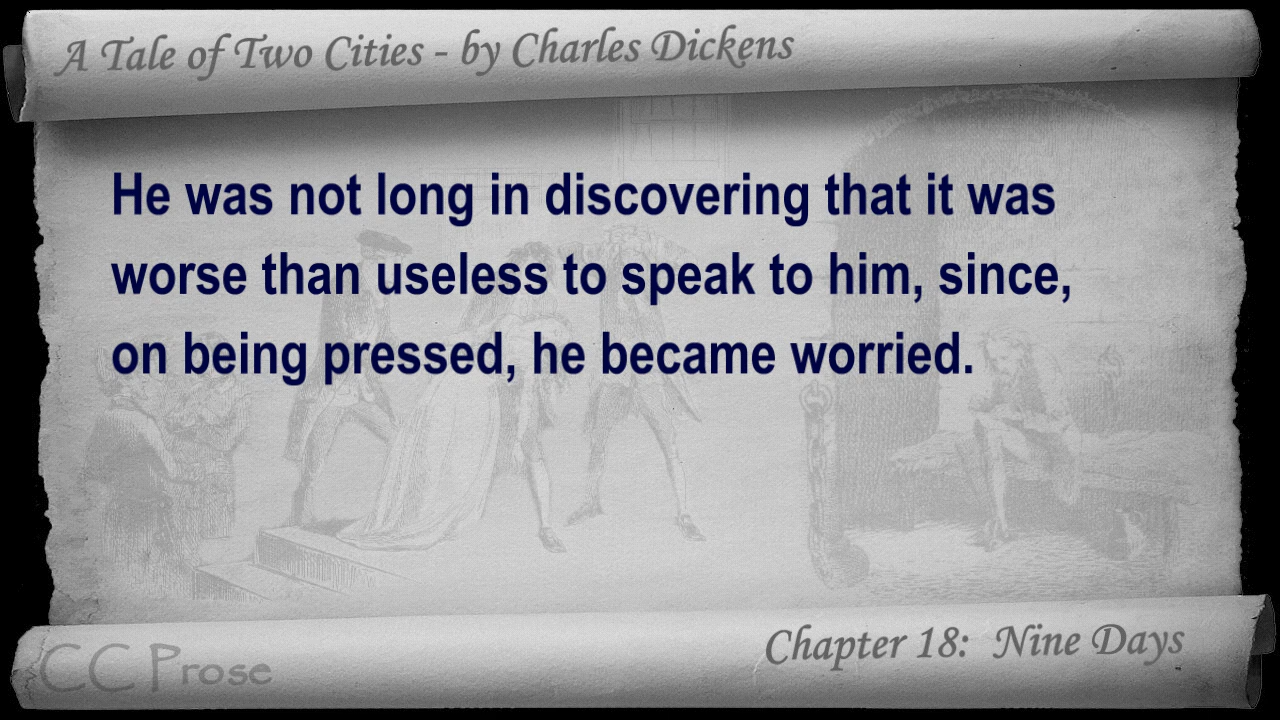 A Tale of Two Cities - by Charles Dickens
He was not long in discovering that it was
worse than useless to speak to him, since,
on being pressed, he became worried.
Chapter 18: Nine Days
CC Prose